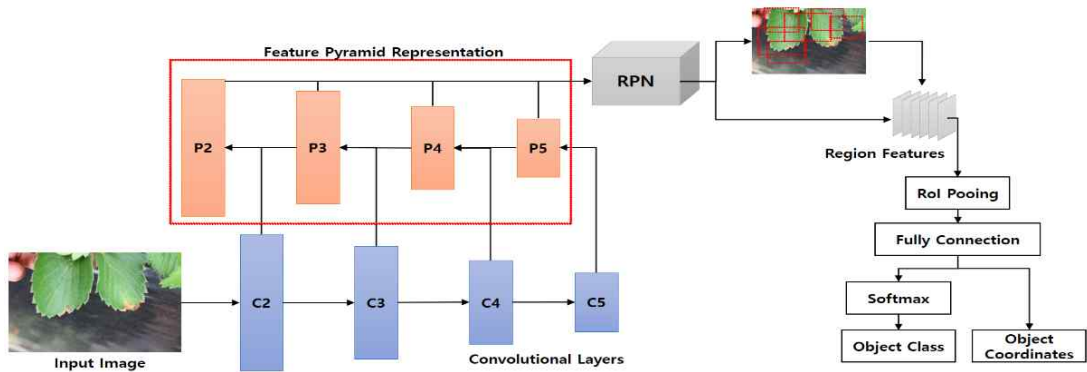 Feature Pyramid Representation
P2
P3
P4
P5
RPN
Region Features
RoI Pooing
Fully Connection
Softmax
Object Class
Object
Coordinates
C2
C3
C4
C5
Input Image
Convolutional Layers